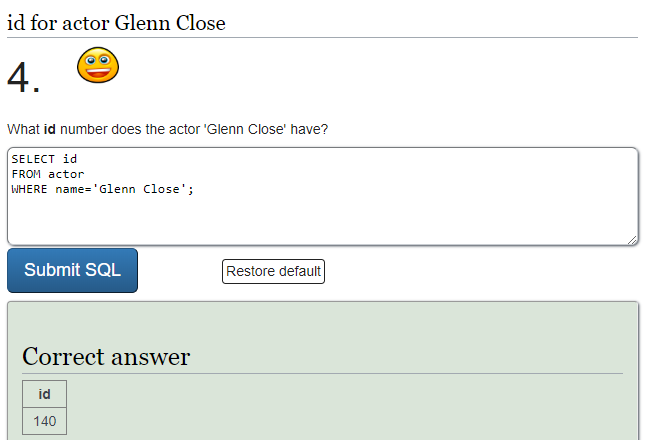 id for actor Glenn Close
4.
What id number does the actor 'Glenn Close' have?
SELECT id
FROM actor
WHERE name='Glenn Close';
Submit SQL
Restore default
Correct answer
id
140